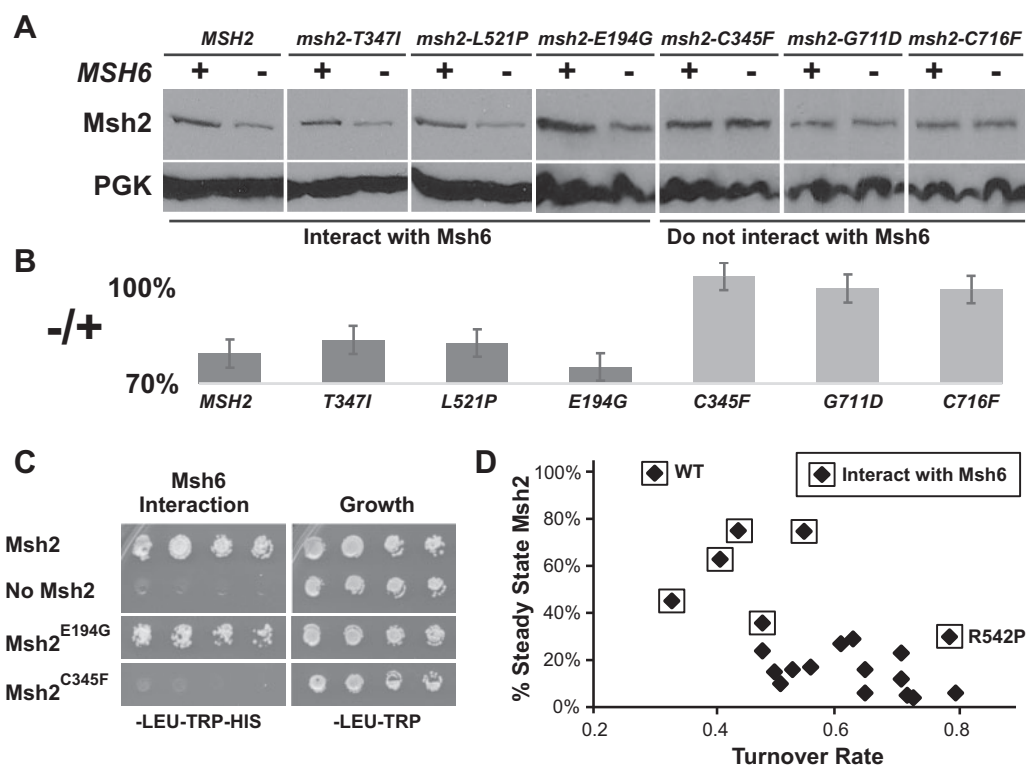 A
MSH2 msh2-T347I msh2-L521P msh2-E194G msh2-C345F msh2-G711D msh2-C716F
MSH6 + - + - + - + - + - + - + -
Msh2
PGK
Interact with Msh6 Do not interact with Msh6
B
100%
-/+
70%
MSH2 T347I L521P E194G C345F G711D C716F
C
Msh6
Interaction Growth
Msh2
No Msh2
Msh2E194G
Msh2C345F
-LEU-TRP-HIS -LEU-TRP
D
% Steady State Msh2
100%
80%
60%
40%
20%
0%
WT
Interact with Msh6
R542P
0.2 0.4 0.6 0.8
Turnover Rate